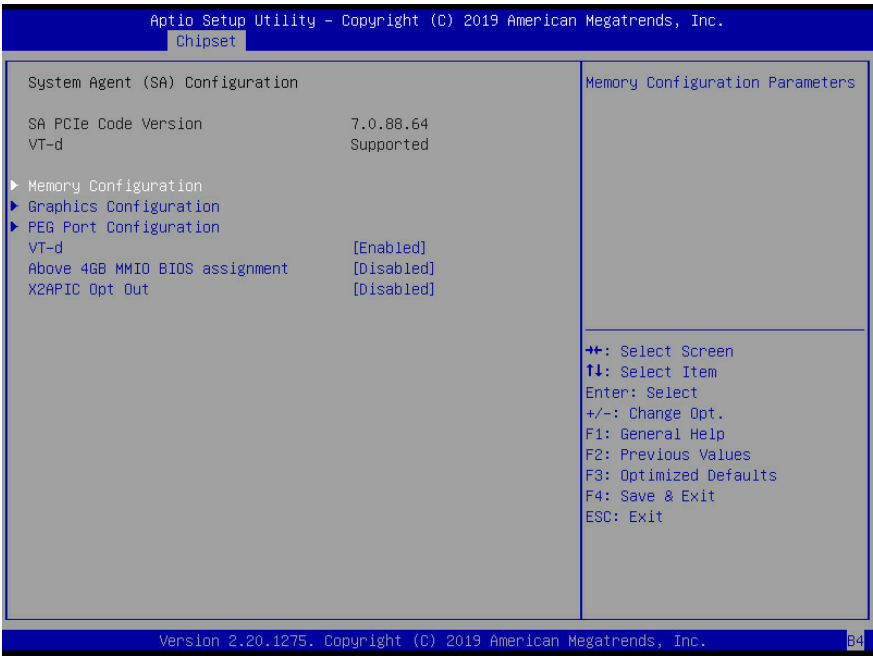 Aptio Setup Utility – Copyright (C) 2019 American Megatrends, Inc.
Chipset
System Agent (SA) Configuration
SA PCIe Code Version 7.0.88.64
VT-d Supported
Memory Configuration
Graphics Configuration
PEG Port Configuration
VT-d [Enabled]
Above 4GB MMIO BIOS assignment [Disabled]
X2APIC Opt Out [Disabled]
Memory Configuration Parameters
→←: Select Screen
↑↓: Select Item
Enter: Select
+/-: Change Opt.
F1: General Help
F2: Previous Values
F3: Optimized Defaults
F4: Save & Exit
ESC: Exit
Version 2.20.1275. Copyright (C) 2019 American Megatrends, Inc.
B4